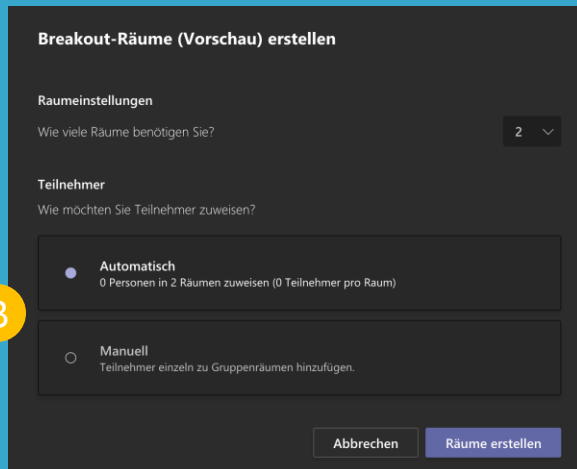 Breakout-Räume (Vorschau) erstellen
Raumeinstellungen
Wie viele Räume benötigen Sie?
2
Teilnehmer
Wie möchten Sie Teilnehmer zuweisen?
Automatisch
0 Personen in 2 Räumen zuweisen (0 Teilnehmer pro Raum)
3
Manuell
Teilnehmer einzeln zu Gruppenräumen hinzufügen.
Abbrechen
Räume erstellen